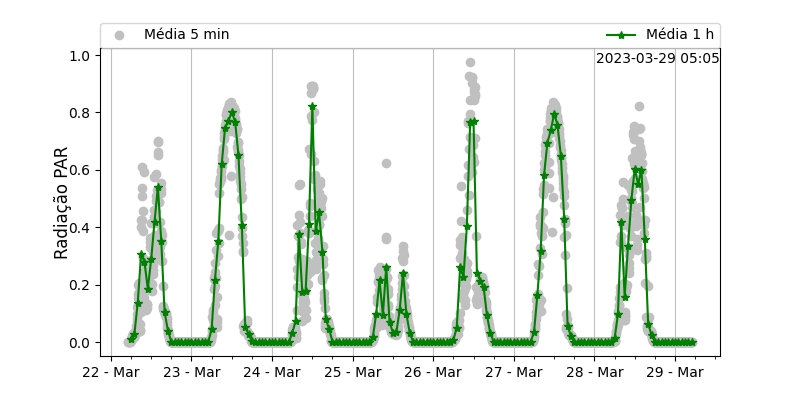 Média 5 min
Média 1 h
2023-03-29 05:05
1.0
0.8
0.6
0.4
0.2
0.0
Radiação PAR
22 - Mar
23 - Mar
24 - Mar
25 - Mar
26 - Mar
27 - Mar
28 - Mar
29 - Mar